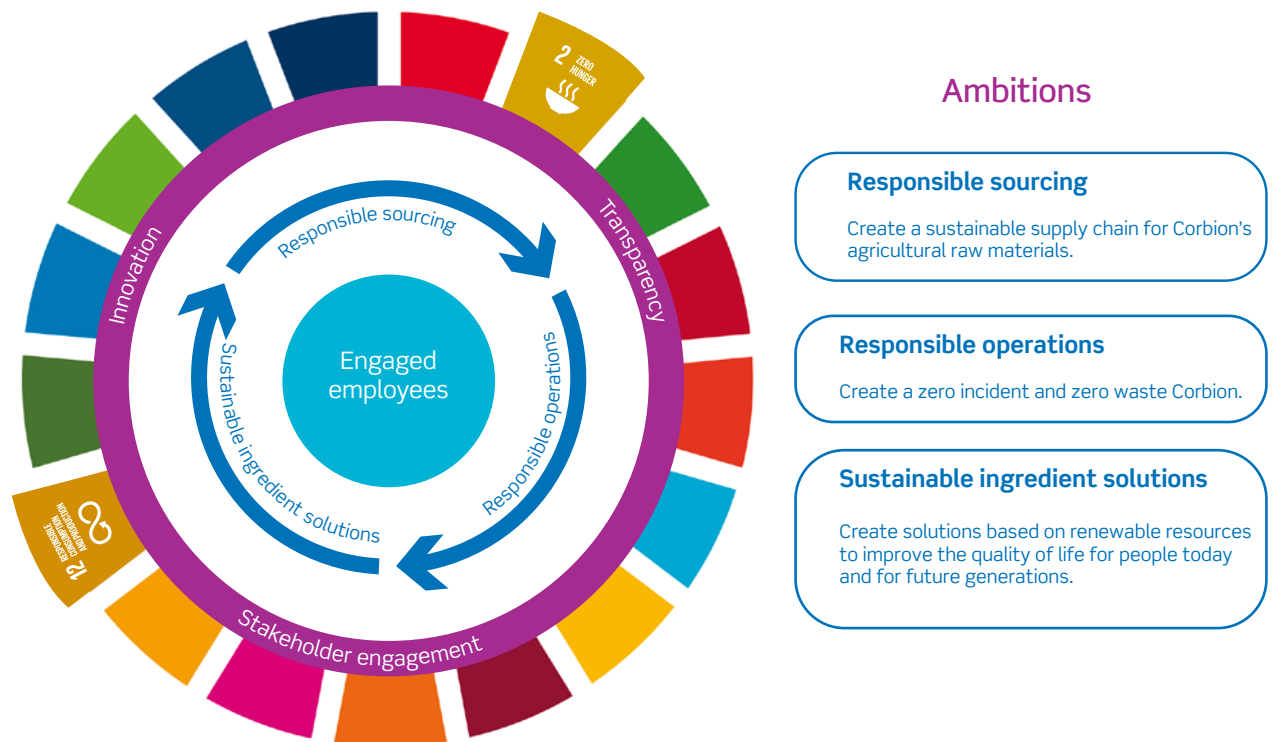 2 ZERO
HUNGER
Innovation
Transparency
Responsible sourcing
Responsible operations
Sustainable ingredient solutions
Engaged
employees
12 RESPONSIBLE
CONSUMPTION
AND PRODUCTION
Stakeholder engagement
Ambitions
Responsible sourcing
Create a sustainable supply chain for Corbion's
agricultural raw materials.
Responsible operations
Create a zero incident and zero waste Corbion.
Sustainable ingredient solutions
Create solutions based on renewable resources
to improve the quality of life for people today
and for future generations.